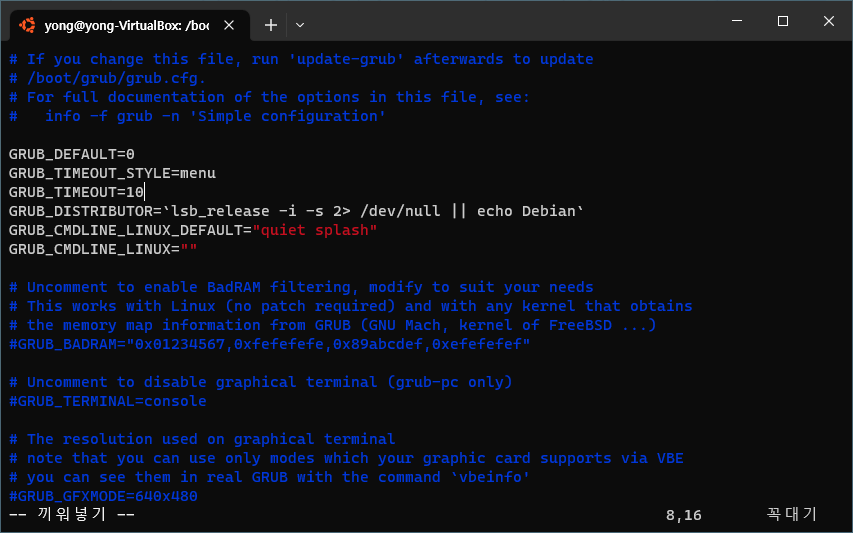 yong@yong-VirtualBox: /boo
# If you change this file, run 'update-grub' afterwards to update
# /boot/grub/grub.cfg.
# For full documentation of the options in this file, see:
#   info -f grub -n 'Simple configuration'
GRUB_DEFAULT=0
GRUB_TIMEOUT_STYLE=menu
GRUB_TIMEOUT=10
GRUB_DISTRIBUTOR=`lsb_release -i -s 2> /dev/null || echo Debian`
GRUB_CMDLINE_LINUX_DEFAULT="quiet splash"
GRUB_CMDLINE_LINUX=""
# Uncomment to enable BadRAM filtering, modify to suit your needs
# This works with Linux (no patch required) and with any kernel that obtains
# the memory map information from GRUB (GNU Mach, kernel of FreeBSD ...)
#GRUB_BADRAM="0x01234567,0xfefefefe,0x89abcdef,0xefefefef"
# Uncomment to disable graphical terminal (grub-pc only)
#GRUB_TERMINAL=console
# The resolution used on graphical terminal
# note that you can use only modes which your graphic card supports via VBE
# you can see them in real GRUB with the command `vbeinfo'
#GRUB_GFXMODE=640x480
-- 끼워넣기 -- 8,16 꼭대기